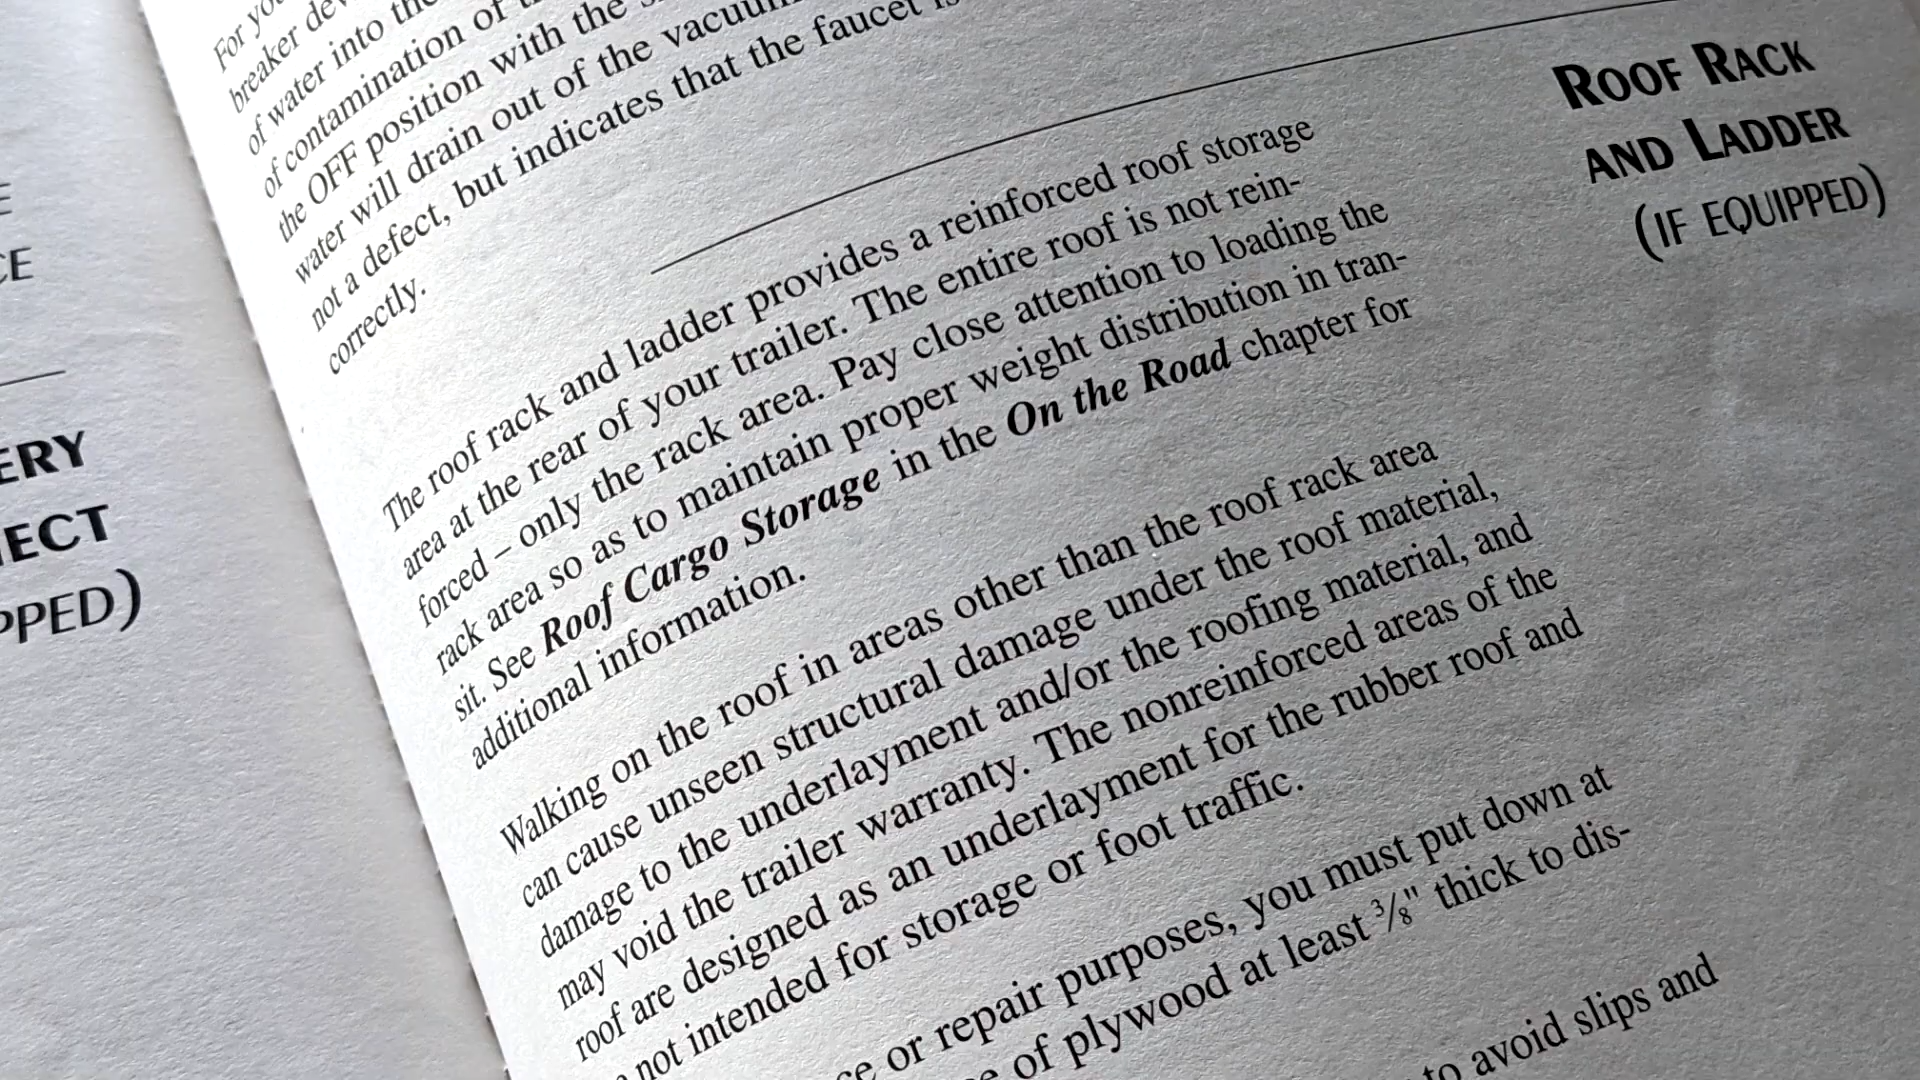 ERY
PPED)
For
breaker
of water into
of contamination of
the OFF position with the
water will drain out of the vacuum
not a defect, but indicates that the faucet
correctly.
ROOF RACK
AND LADDER
(IF EQUIPPED)
The roof rack and ladder provides a reinforced roof storage
area at the rear of your trailer. The entire roof is not rein-
forced – only the rack area. Pay close attention to loading the
rack area so as to maintain proper weight distribution in tran-
sit. See Roof Cargo Storage in the On the Road chapter for
additional information.
Walking on the roof in areas other than the roof rack area
can cause unseen structural damage under the roof material,
damage to the underlayment and/or the roofing material, and
may void the trailer warranty. The nonreinforced areas of the
roof are designed as an underlayment for the rubber roof and
not intended for storage or foot traffic.
or repair purposes, you must put down at
of plywood at least 3/8" thick to dis-
to avoid slips and